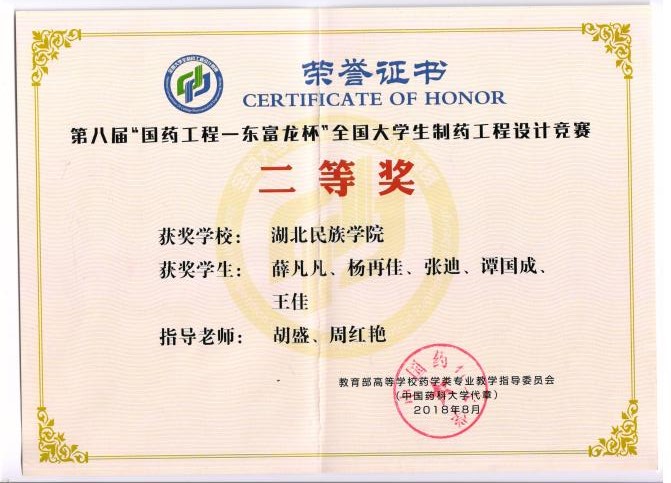 荣誉证书
CERTIFICATE OF HONOR
第八届“国药工程—东富龙杯”全国大学生制药工程设计竞赛
二等奖
获奖学校： 湖北民族学院
获奖学生： 薛凡凡、杨再佳、张迪、谭国成、
王佳
指导老师： 胡盛、周红艳
教育部高等学校药学类专业教学指导委员会
（中国药科大学代章）
2018年8月